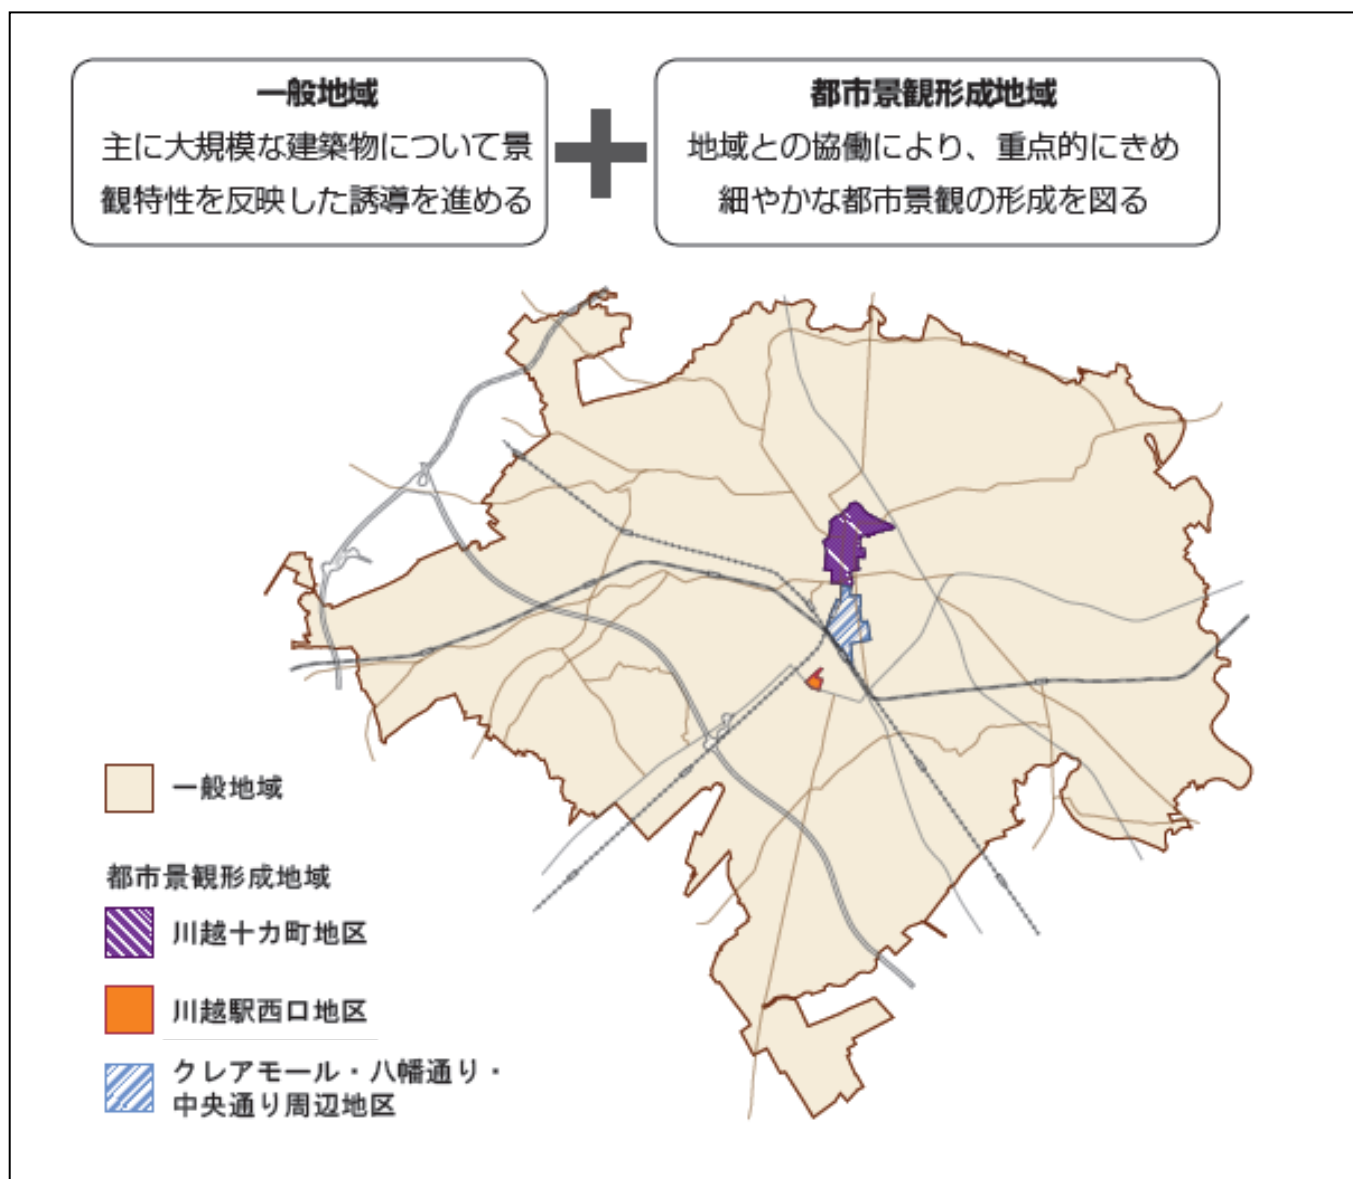 一般地域
主に大規模な建築物について景
観特性を反映した誘導を進める
都市景観形成地域
地域との協働により、重点的にきめ
細やかな都市景観の形成を図る
一般地域
都市景観形成地域
川越十カ町地区
川越駅西口地区
クレアモール・八幡通り・
中央通り周辺地区